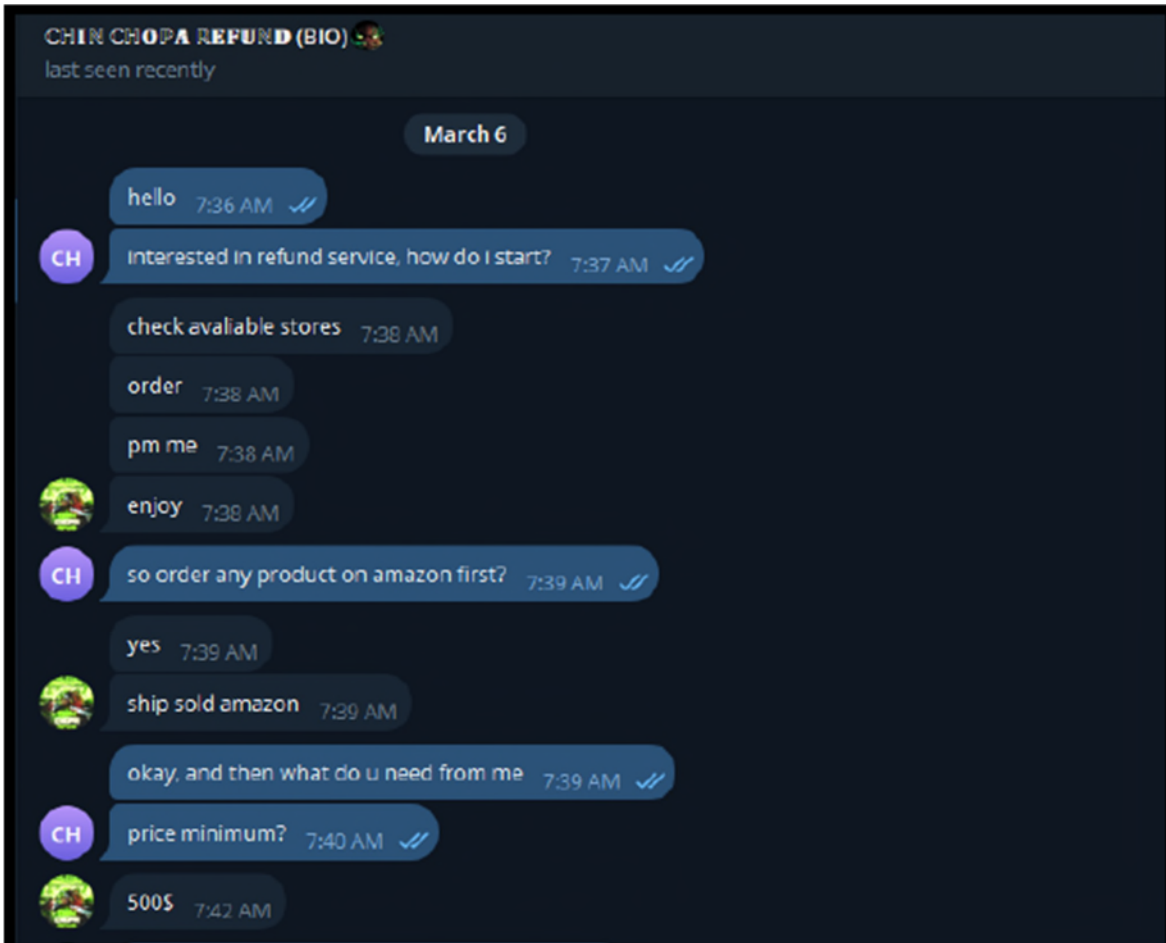 CHIN CHOPA REFUND (BIO)
last seen recently
March 6
hello 7:36 AM
CH
interested in refund service, how do i start? 7:37 AM
check avaliable stores 7:38 AM
order 7:38 AM
pm me 7:38 AM
enjoy 7:38 AM
CH
so order any product on amazon first? 7:39 AM
yes 7:39 AM
ship sold amazon 7:39 AM
okay, and then what do u need from me 7:39 AM
CH
price minimum? 7:40 AM
500$ 7:42 AM